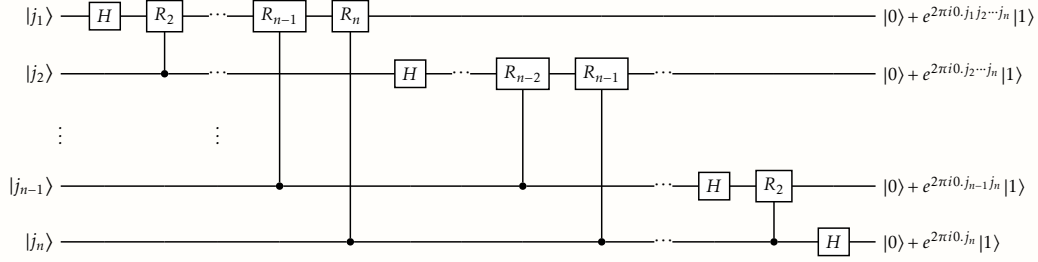 |j₁⟩ H R₂ ⋯ Rₙ₋₁ Rₙ |0⟩ + e^{2πi0.j₁j₂⋯jₙ}|1⟩
|j₂⟩ ⋯ H ⋯ Rₙ₋₂ Rₙ₋₁ ⋯ |0⟩ + e^{2πi0.j₂⋯jₙ}|1⟩
⋮ ⋮
|jₙ₋₁⟩ ⋯ H R₂ |0⟩ + e^{2πi0.jₙ₋₁jₙ}|1⟩
|jₙ⟩ ⋯ H |0⟩ + e^{2πi0.jₙ}|1⟩